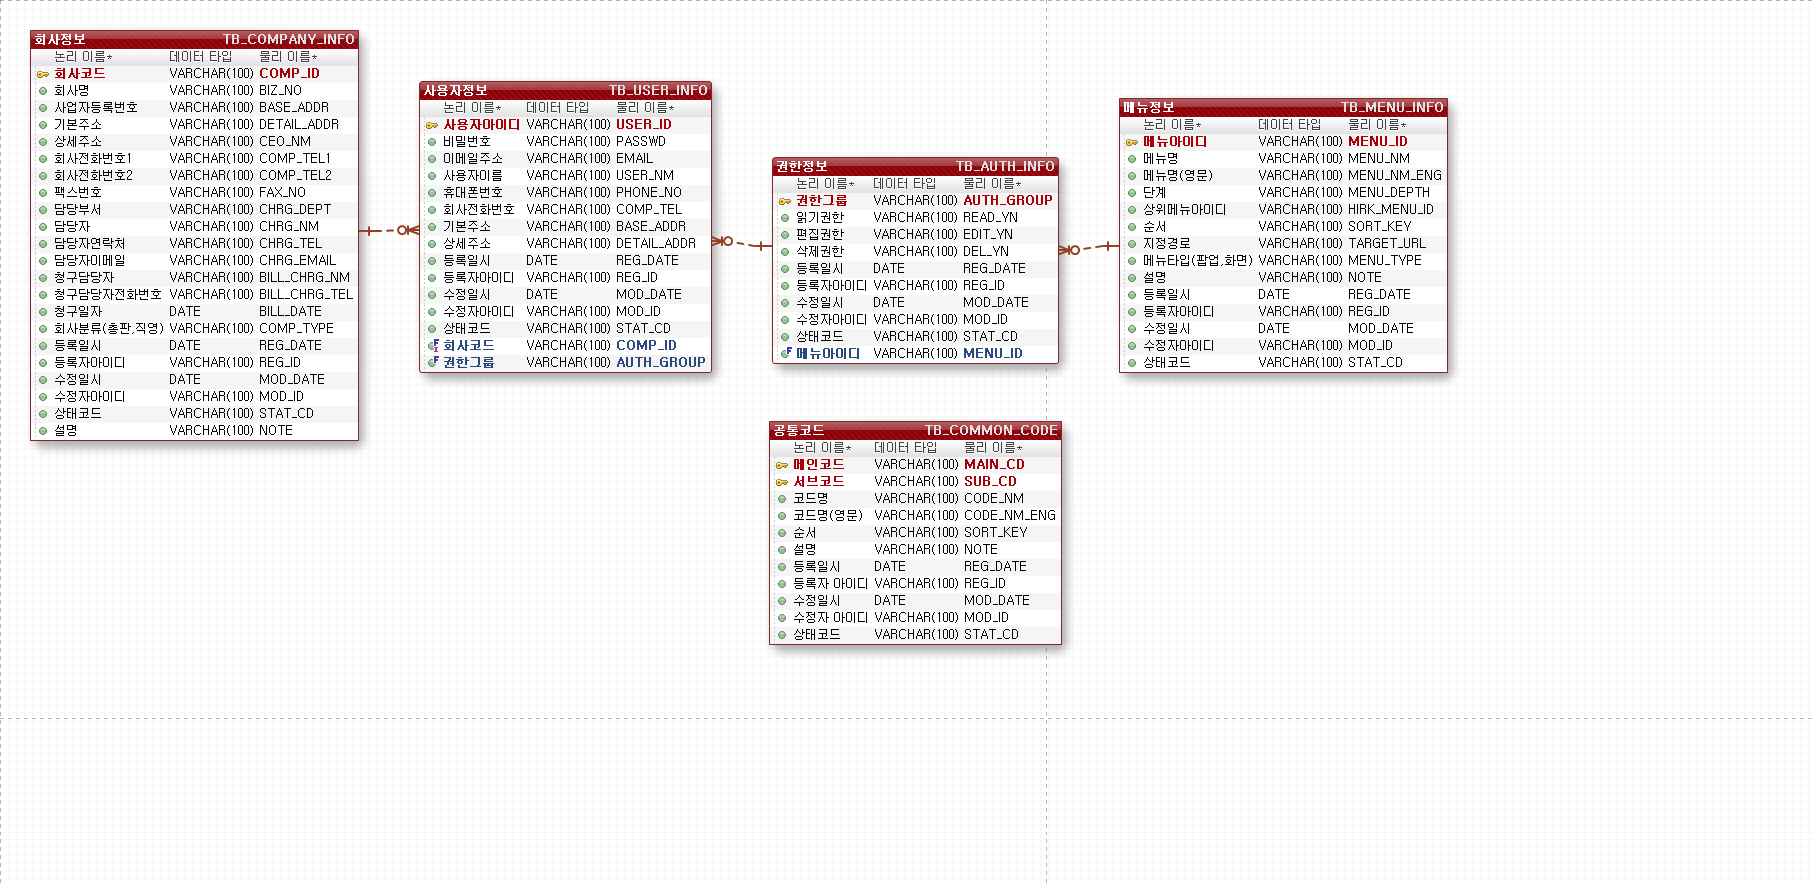 회사정보 TB_COMPANY_INFO
논리 이름* 데이터 타입 물리 이름*
회사코드 VARCHAR(100) COMP_ID
회사명 VARCHAR(100) BIZ_NO
사업자등록번호 VARCHAR(100) BASE_ADDR
기본주소 VARCHAR(100) DETAIL_ADDR
상세주소 VARCHAR(100) CEO_NM
회사전화번호1 VARCHAR(100) COMP_TEL1
회사전화번호2 VARCHAR(100) COMP_TEL2
팩스번호 VARCHAR(100) FAX_NO
담당부서 VARCHAR(100) CHRG_DEPT
담당자 VARCHAR(100) CHRG_NM
담당자연락처 VARCHAR(100) CHRG_TEL
담당자이메일 VARCHAR(100) CHRG_EMAIL
청구담당자 VARCHAR(100) BILL_CHRG_NM
청구담당자전화번호 VARCHAR(100) BILL_CHRG_TEL
청구일자 DATE BILL_DATE
회사분류(총판,직영) VARCHAR(100) COMP_TYPE
등록일시 DATE REG_DATE
등록자아이디 VARCHAR(100) REG_ID
수정일시 DATE MOD_DATE
수정자아이디 VARCHAR(100) MOD_ID
상태코드 VARCHAR(100) STAT_CD
설명 VARCHAR(100) NOTE
사용자정보 TB_USER_INFO
논리 이름* 데이터 타입 물리 이름*
사용자아이디 VARCHAR(100) USER_ID
비밀번호 VARCHAR(100) PASSWD
이메일주소 VARCHAR(100) EMAIL
사용자이름 VARCHAR(100) USER_NM
휴대폰번호 VARCHAR(100) PHONE_NO
회사전화번호 VARCHAR(100) COMP_TEL
기본주소 VARCHAR(100) BASE_ADDR
상세주소 VARCHAR(100) DETAIL_ADDR
등록일시 DATE REG_DATE
등록자아이디 VARCHAR(100) REG_ID
수정일시 DATE MOD_DATE
수정자아이디 VARCHAR(100) MOD_ID
상태코드 VARCHAR(100) STAT_CD
회사코드 VARCHAR(100) COMP_ID
권한그룹 VARCHAR(100) AUTH_GROUP
권한정보 TB_AUTH_INFO
논리 이름* 데이터 타입 물리 이름*
권한그룹 VARCHAR(100) AUTH_GROUP
읽기권한 VARCHAR(100) READ_YN
편집권한 VARCHAR(100) EDIT_YN
삭제권한 VARCHAR(100) DEL_YN
등록일시 DATE REG_DATE
등록자아이디 VARCHAR(100) REG_ID
수정일시 DATE MOD_DATE
수정자아이디 VARCHAR(100) MOD_ID
상태코드 VARCHAR(100) STAT_CD
메뉴아이디 VARCHAR(100) MENU_ID
메뉴정보 TB_MENU_INFO
논리 이름* 데이터 타입 물리 이름*
메뉴아이디 VARCHAR(100) MENU_ID
메뉴명 VARCHAR(100) MENU_NM
메뉴명(영문) VARCHAR(100) MENU_NM_ENG
단계 VARCHAR(100) MENU_DEPTH
상위메뉴아이디 VARCHAR(100) HIRK_MENU_ID
순서 VARCHAR(100) SORT_KEY
지정경로 VARCHAR(100) TARGET_URL
메뉴타입(팝업,화면) VARCHAR(100) MENU_TYPE
설명 VARCHAR(100) NOTE
등록일시 DATE REG_DATE
등록자아이디 VARCHAR(100) REG_ID
수정일시 DATE MOD_DATE
수정자아이디 VARCHAR(100) MOD_ID
상태코드 VARCHAR(100) STAT_CD
공통코드 TB_COMMON_CODE
논리 이름* 데이터 타입 물리 이름*
메인코드 VARCHAR(100) MAIN_CD
서브코드 VARCHAR(100) SUB_CD
코드명 VARCHAR(100) CODE_NM
코드명(영문) VARCHAR(100) CODE_NM_ENG
순서 VARCHAR(100) SORT_KEY
설명 VARCHAR(100) NOTE
등록일시 DATE REG_DATE
등록자 아이디 VARCHAR(100) REG_ID
수정일시 DATE MOD_DATE
수정자 아이디 VARCHAR(100) MOD_ID
상태코드 VARCHAR(100) STAT_CD